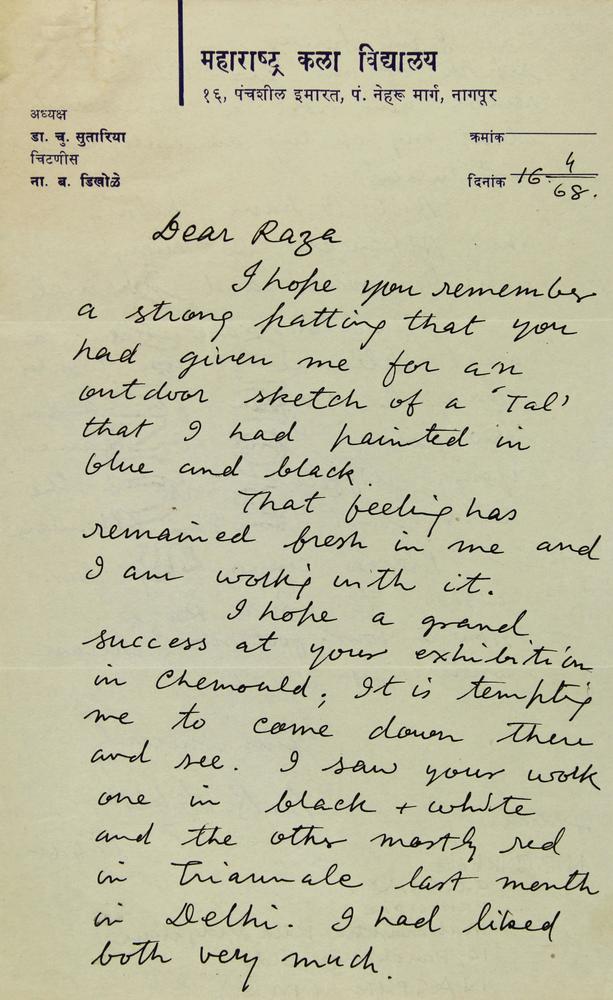 महाराष्ट्र कला विद्यालय
१६, पंचशील इमारत, पं. नेहरू मार्ग, नागपूर
अध्यक्ष
डा. चु. सुतारिया
चिटणीस
ना. ब. डिखोळे
क्रमांक
दिनांक 16 4/68.
Dear Raza
I hope you remember
a strong patting that you
had given me for an
outdoor sketch of a 'Tal'
that I had painted in
blue and black.
That feeling has
remained fresh in me and
I am working with it.
I hope a grand
success at your exhibition
in Chemould; It is tempting
me to come down there
and see. I saw your work
one in black + white
and the other mostly red
in Triannale last month
in Delhi. I had liked
both very much.